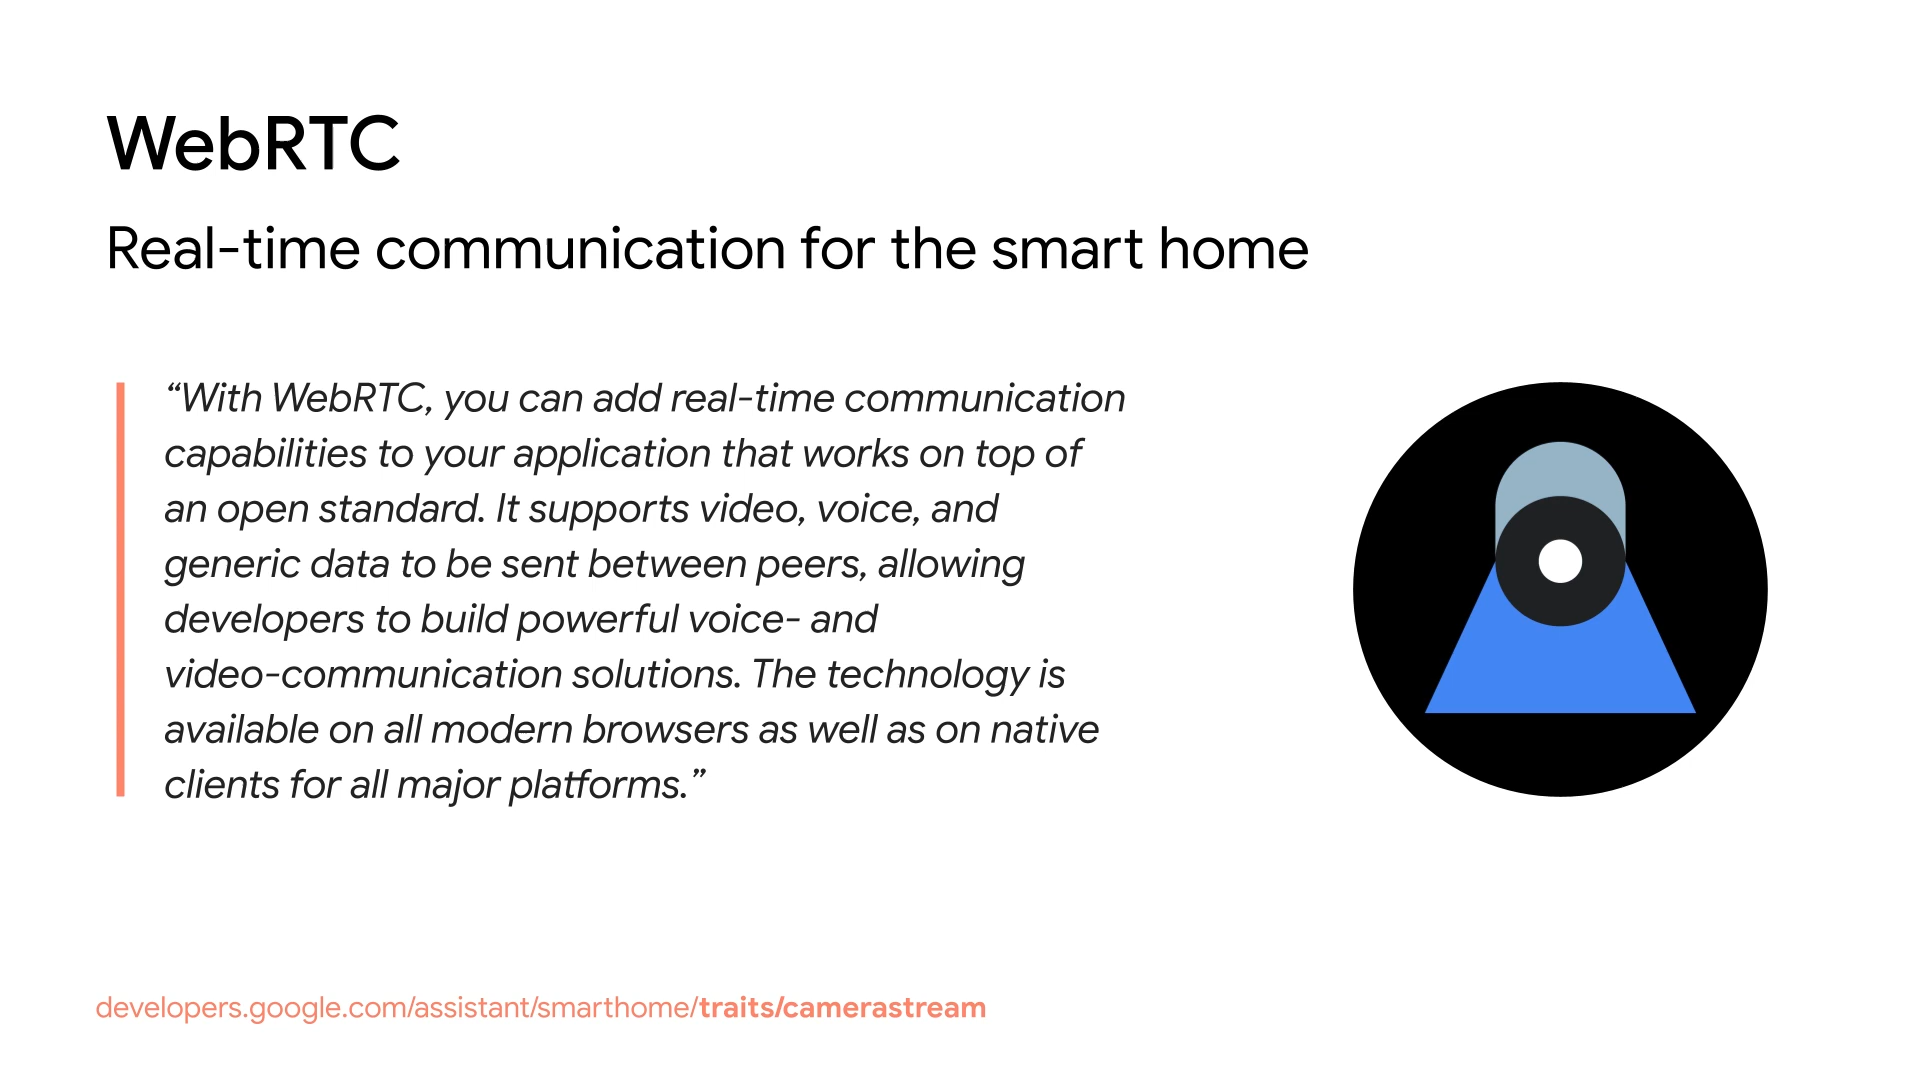 WebRTC
Real-time communication for the smart home
“With WebRTC, you can add real-time communication
capabilities to your application that works on top of
an open standard. It supports video, voice, and
generic data to be sent between peers, allowing
developers to build powerful voice- and
video-communication solutions. The technology is
available on all modern browsers as well as on native
clients for all major platforms.”
developers.google.com/assistant/smarthome/traits/camerastream